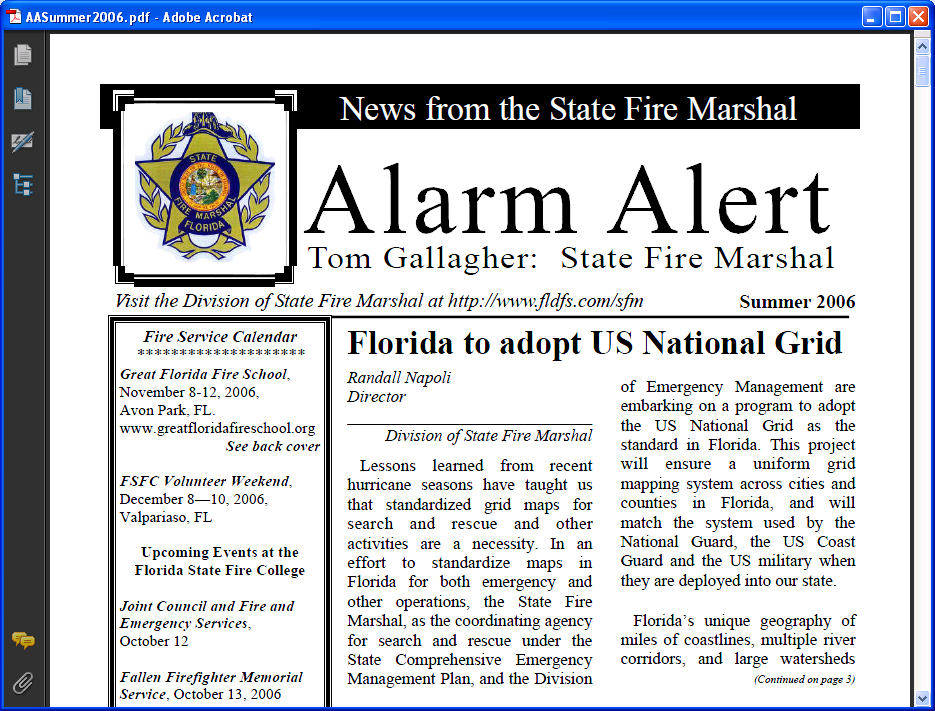 AASummer2006.pdf - Adobe Acrobat
News from the State Fire Marshal
STATE
FIRE MARSHAL
FLORIDA
Alarm Alert
Tom Gallagher: State Fire Marshal
Visit the Division of State Fire Marshal at http://www.fldfs.com/sfm
Summer 2006
Fire Service Calendar
********************
Great Florida Fire School,
November 8-12, 2006,
Avon Park, FL.
www.greatfloridafireschool.org
See back cover
FSFC Volunteer Weekend,
December 8—10, 2006,
Valpariaso, FL
Upcoming Events at the
Florida State Fire College
Joint Council and Fire and
Emergency Services,
October 12
Fallen Firefighter Memorial
Service, October 13, 2006
Florida to adopt US National Grid
Randall Napoli
Director
Division of State Fire Marshal
Lessons learned from recent
hurricane seasons have taught us
that standardized grid maps for
search and rescue and other
activities are a necessity. In an
effort to standardize maps in
Florida for both emergency and
other operations, the State Fire
Marshal, as the coordinating agency
for search and rescue under the
State Comprehensive Emergency
Management Plan, and the Division
of Emergency Management are
embarking on a program to adopt
the US National Grid as the
standard in Florida. This project
will ensure a uniform grid
mapping system across cities and
counties in Florida, and will
match the system used by the
National Guard, the US Coast
Guard and the US military when
they are deployed into our state.
Florida's unique geography of
miles of coastlines, multiple river
corridors, and large watersheds
(Continued on page 3)